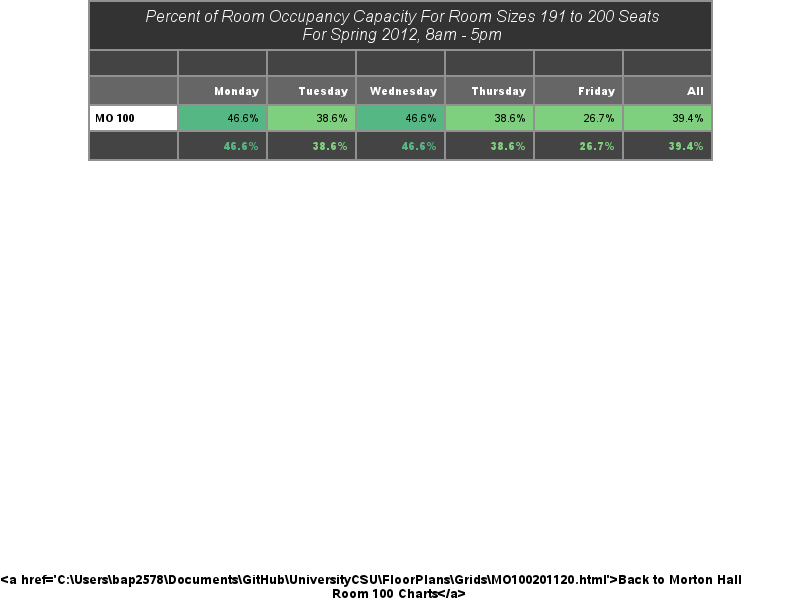 Percent of Room Occupancy Capacity For Room Sizes 191 to 200 Seats
For Spring 2012, 8am - 5pm
Monday Tuesday Wednesday Thursday Friday All
MO 100 46.6% 38.6% 46.6% 38.6% 26.7% 39.4%
46.6% 38.6% 46.6% 38.6% 26.7% 39.4%
<a href='C:\Users\bap2578\Documents\GitHub\UniversityCSU\FloorPlans\Grids\MO100201120.html'>Back to Morton Hall
Room 100 Charts</a>